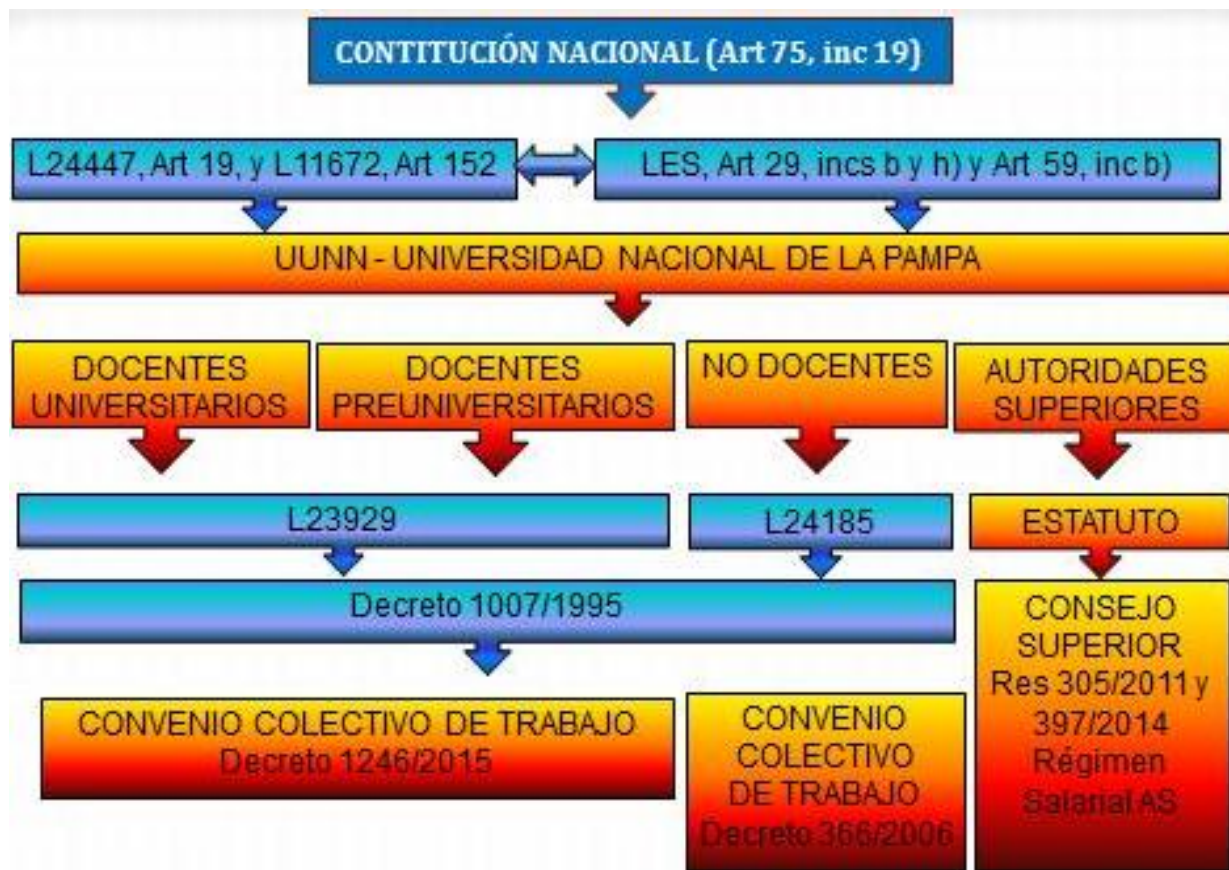 CONTITUCIÓN NACIONAL (Art 75, inc 19)
L24447, Art 19, y L11672, Art 152
LES, Art 29, incs b y h) y Art 59, inc b)
UUNN - UNIVERSIDAD NACIONAL DE LA PAMPA
DOCENTES
UNIVERSITARIOS
DOCENTES
PREUNIVERSITARIOS
NO DOCENTES
AUTORIDADES
SUPERIORES
L23929
L24185
ESTATUTO
Decreto 1007/1995
CONVENIO COLECTIVO DE TRABAJO
Decreto 1246/2015
CONVENIO
COLECTIVO
DE TRABAJO
Decreto 366/2006
CONSEJO
SUPERIOR
Res 305/2011 y
397/2014
Régimen
Salarial AS